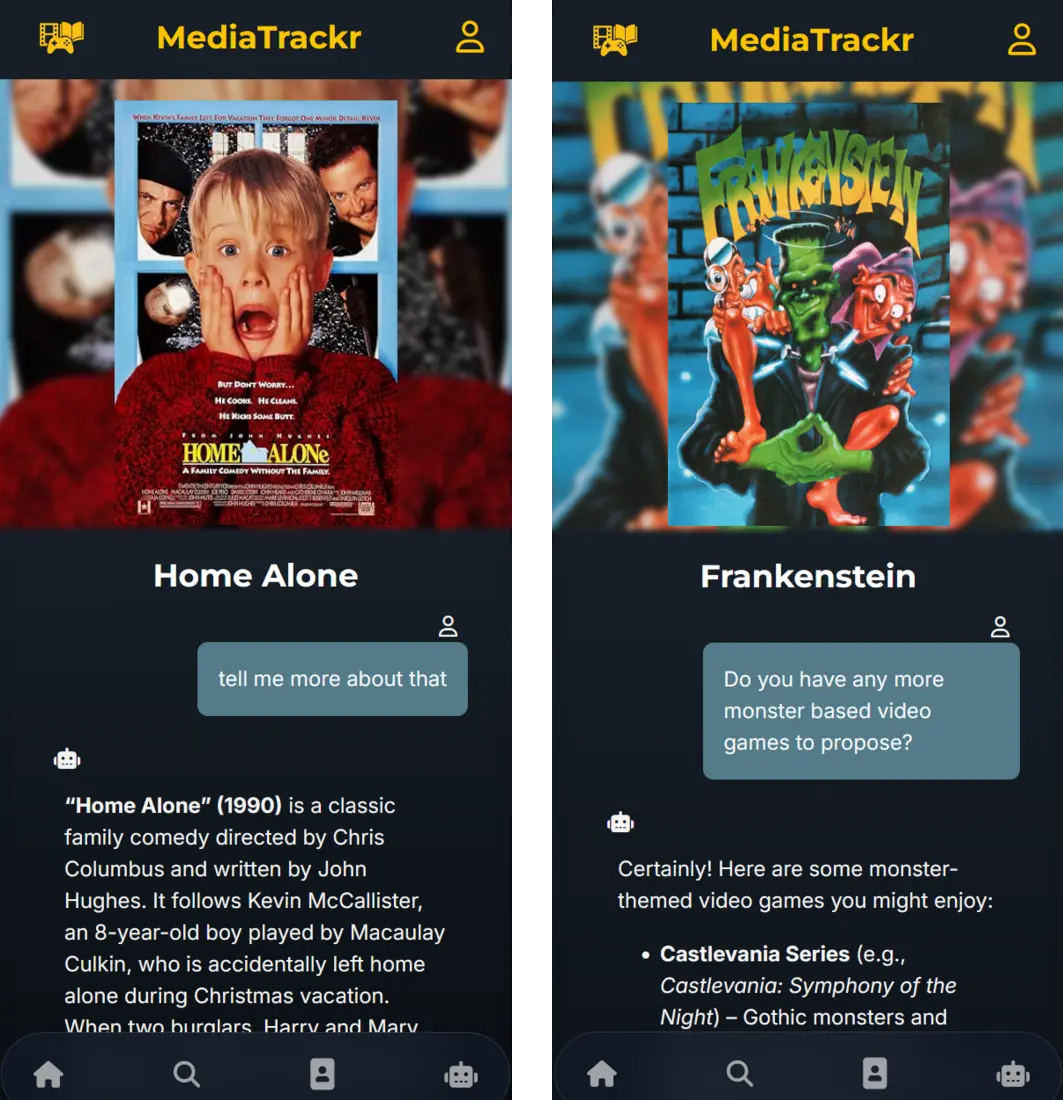 MediaTrackr
WHEN KEVIN'S FAMILY LEFT FOR VACATION THEY FORGOT ONE MINOR DETAIL: KEVIN.
BUT DON'T WORRY...
HE COOKS. HE CLEANS.
HE KICKS SOME BUTT.
FROM JOHN HUGHES
HOME ALONe
A FAMILY COMEDY WITHOUT THE FAMILY.
Home Alone
tell me more about that
“Home Alone” (1990) is a classic
family comedy directed by Chris
Columbus and written by John
Hughes. It follows Kevin McCallister,
an 8-year-old boy played by Macaulay
Culkin, who is accidentally left home
alone during Christmas vacation.
When two burglars, Harry and Marv
MediaTrackr
FRANKENSTEIN
Frankenstein
Do you have any more
monster based video
games to propose?
Certainly! Here are some monster-
themed video games you might enjoy:
• Castlevania Series (e.g.,
Castlevania: Symphony of the
Night) – Gothic monsters and